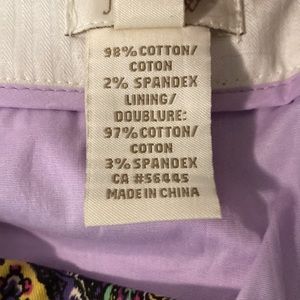 98% COTTON/
COTON
2% SPANDEX
LINING/
DOUBLURE:
97% COTTON/
COTON
3% SPANDEX
CA #56445
MADE IN CHINA